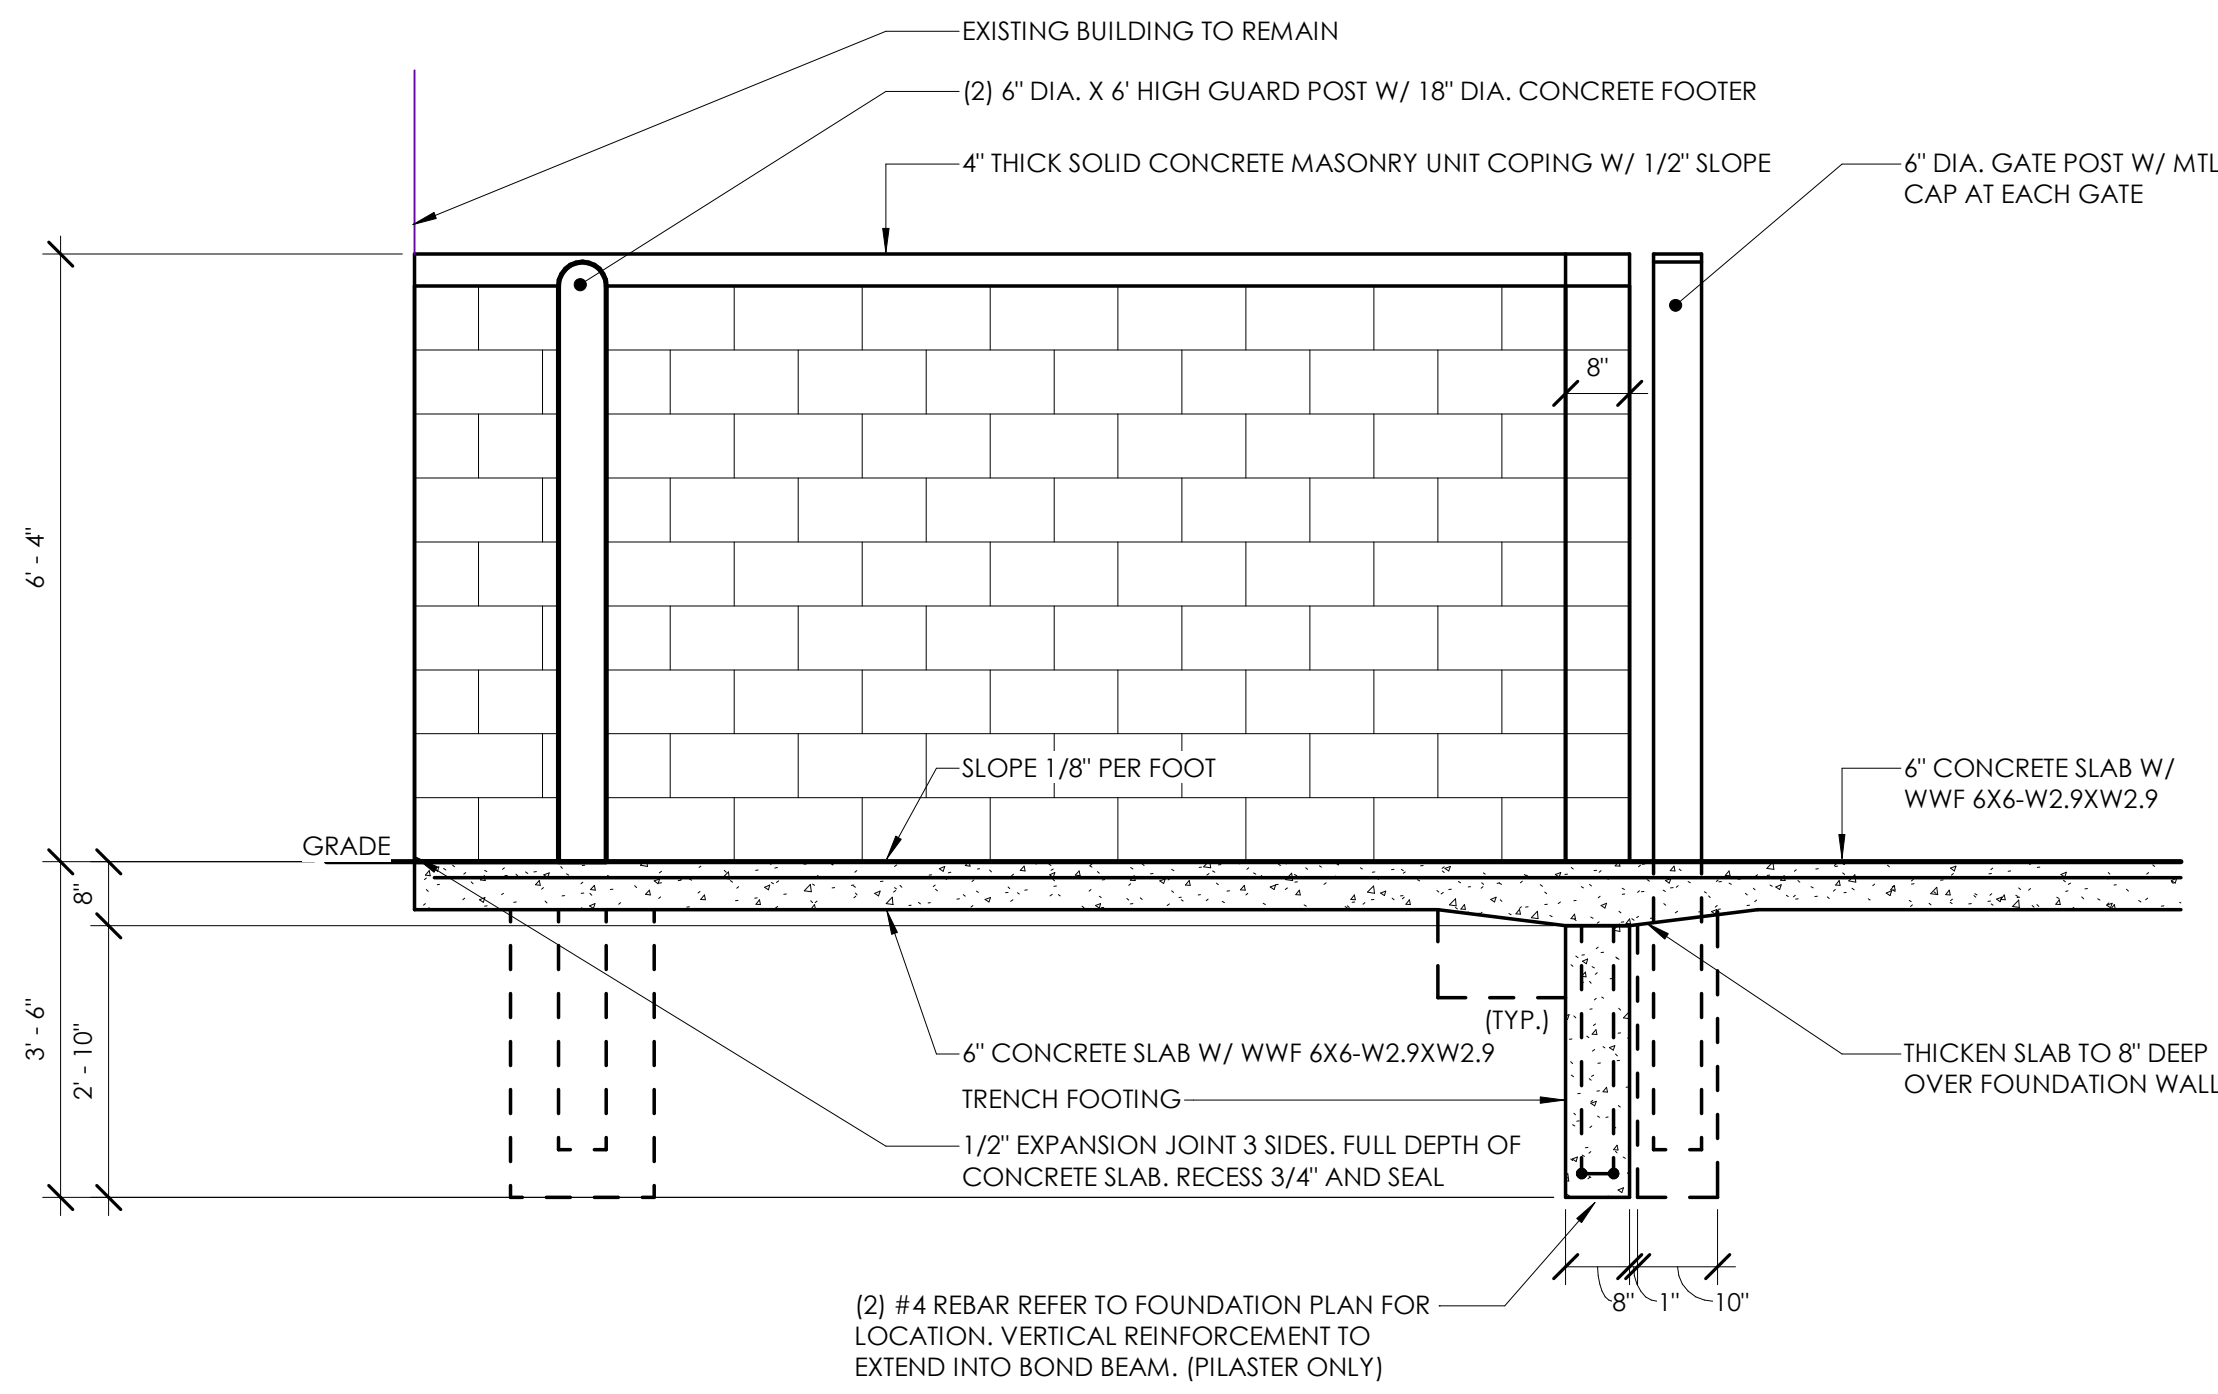 EXISTING BUILDING TO REMAIN
(2) 6" DIA. X 6' HIGH GUARD POST W/ 18" DIA. CONCRETE FOOTER
4" THICK SOLID CONCRETE MASONRY UNIT COPING W/ 1/2" SLOPE
6" DIA. GATE POST W/ MTL
CAP AT EACH GATE
8"
6' - 4"
SLOPE 1/8" PER FOOT
6" CONCRETE SLAB W/
WWF 6X6-W2.9XW2.9
GRADE
8"
3' - 6"
2' - 10"
(TYP.)
6" CONCRETE SLAB W/ WWF 6X6-W2.9XW2.9
THICKEN SLAB TO 8" DEEP
OVER FOUNDATION WALL
TRENCH FOOTING
1/2" EXPANSION JOINT 3 SIDES. FULL DEPTH OF
CONCRETE SLAB. RECESS 3/4" AND SEAL
8"
1"
10"
(2) #4 REBAR REFER TO FOUNDATION PLAN FOR
LOCATION. VERTICAL REINFORCEMENT TO
EXTEND INTO BOND BEAM. (PILASTER ONLY)